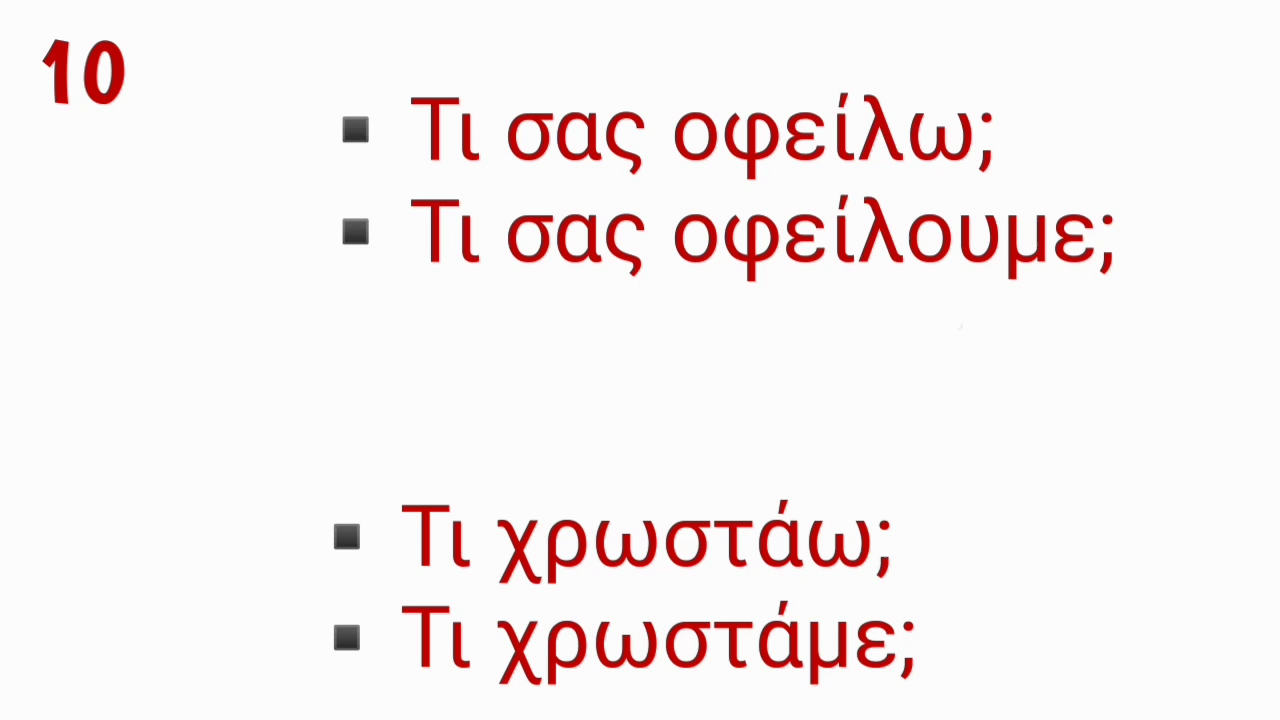 10
▪ Τι σας οφείλω;
▪ Τι σας οφείλουμε;
▪ Τι χρωστάω;
▪ Τι χρωστάμε;